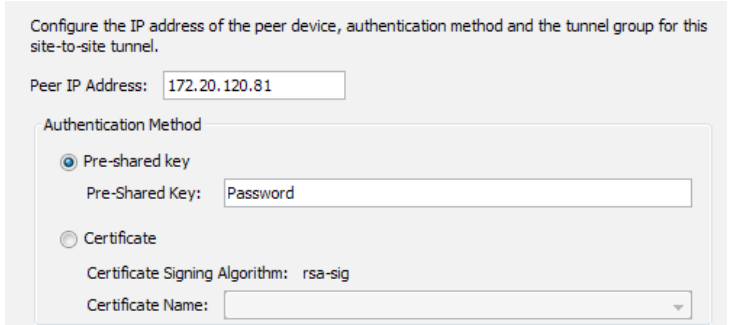 Configure the IP address of the peer device, authentication method and the tunnel group for this
site-to-site tunnel.
Peer IP Address: 172.20.120.81
Authentication Method
Pre-shared key
Pre-Shared Key: Password
Certificate
Certificate Signing Algorithm: rsa-sig
Certificate Name: